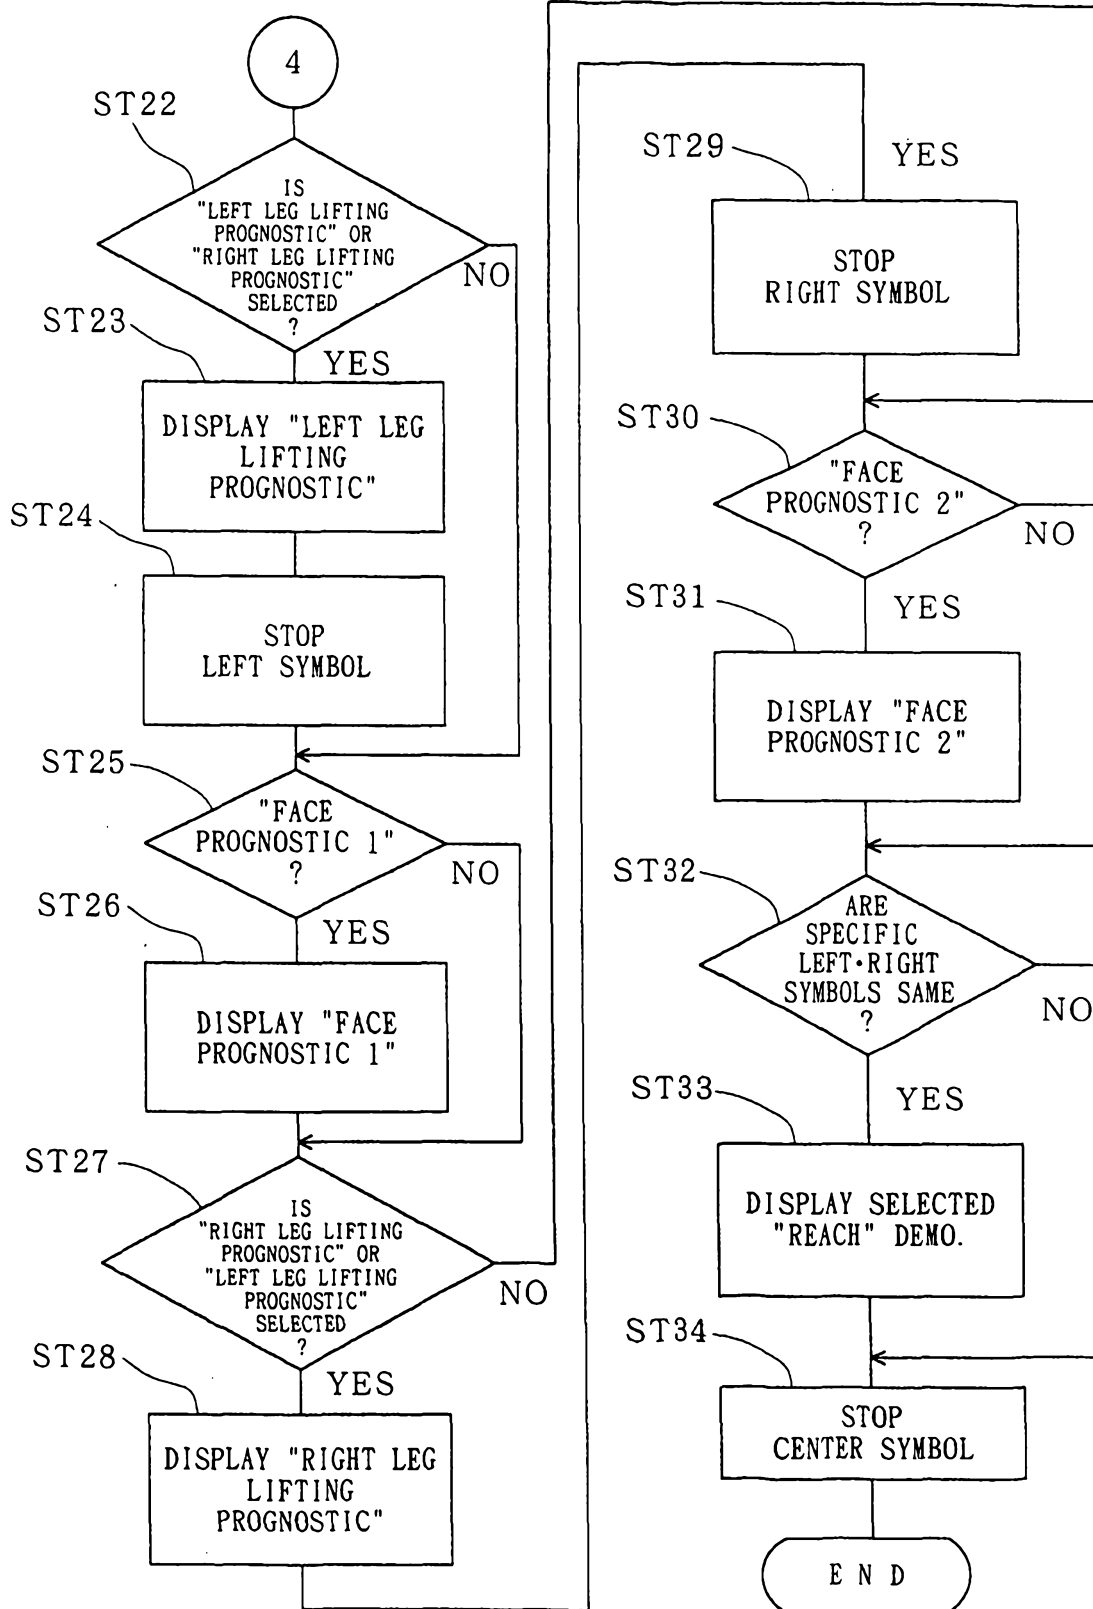 4
ST22
IS
"LEFT LEG LIFTING
PROGNOSTIC" OR
"RIGHT LEG LIFTING
PROGNOSTIC"
SELECTED
?
NO
YES
ST23
DISPLAY "LEFT LEG
LIFTING
PROGNOSTIC"
ST24
STOP
LEFT SYMBOL
ST25
"FACE
PROGNOSTIC 1"
?
NO
YES
ST26
DISPLAY "FACE
PROGNOSTIC 1"
ST27
IS
"RIGHT LEG LIFTING
PROGNOSTIC" OR
"LEFT LEG LIFTING
PROGNOSTIC"
SELECTED
?
NO
YES
ST28
DISPLAY "RIGHT LEG
LIFTING
PROGNOSTIC"
YES
ST29
STOP
RIGHT SYMBOL
ST30
"FACE
PROGNOSTIC 2"
?
NO
YES
ST31
DISPLAY "FACE
PROGNOSTIC 2"
ST32
ARE
SPECIFIC
LEFT·RIGHT
SYMBOLS SAME
?
NO
YES
ST33
DISPLAY SELECTED
"REACH" DEMO.
ST34
STOP
CENTER SYMBOL
END